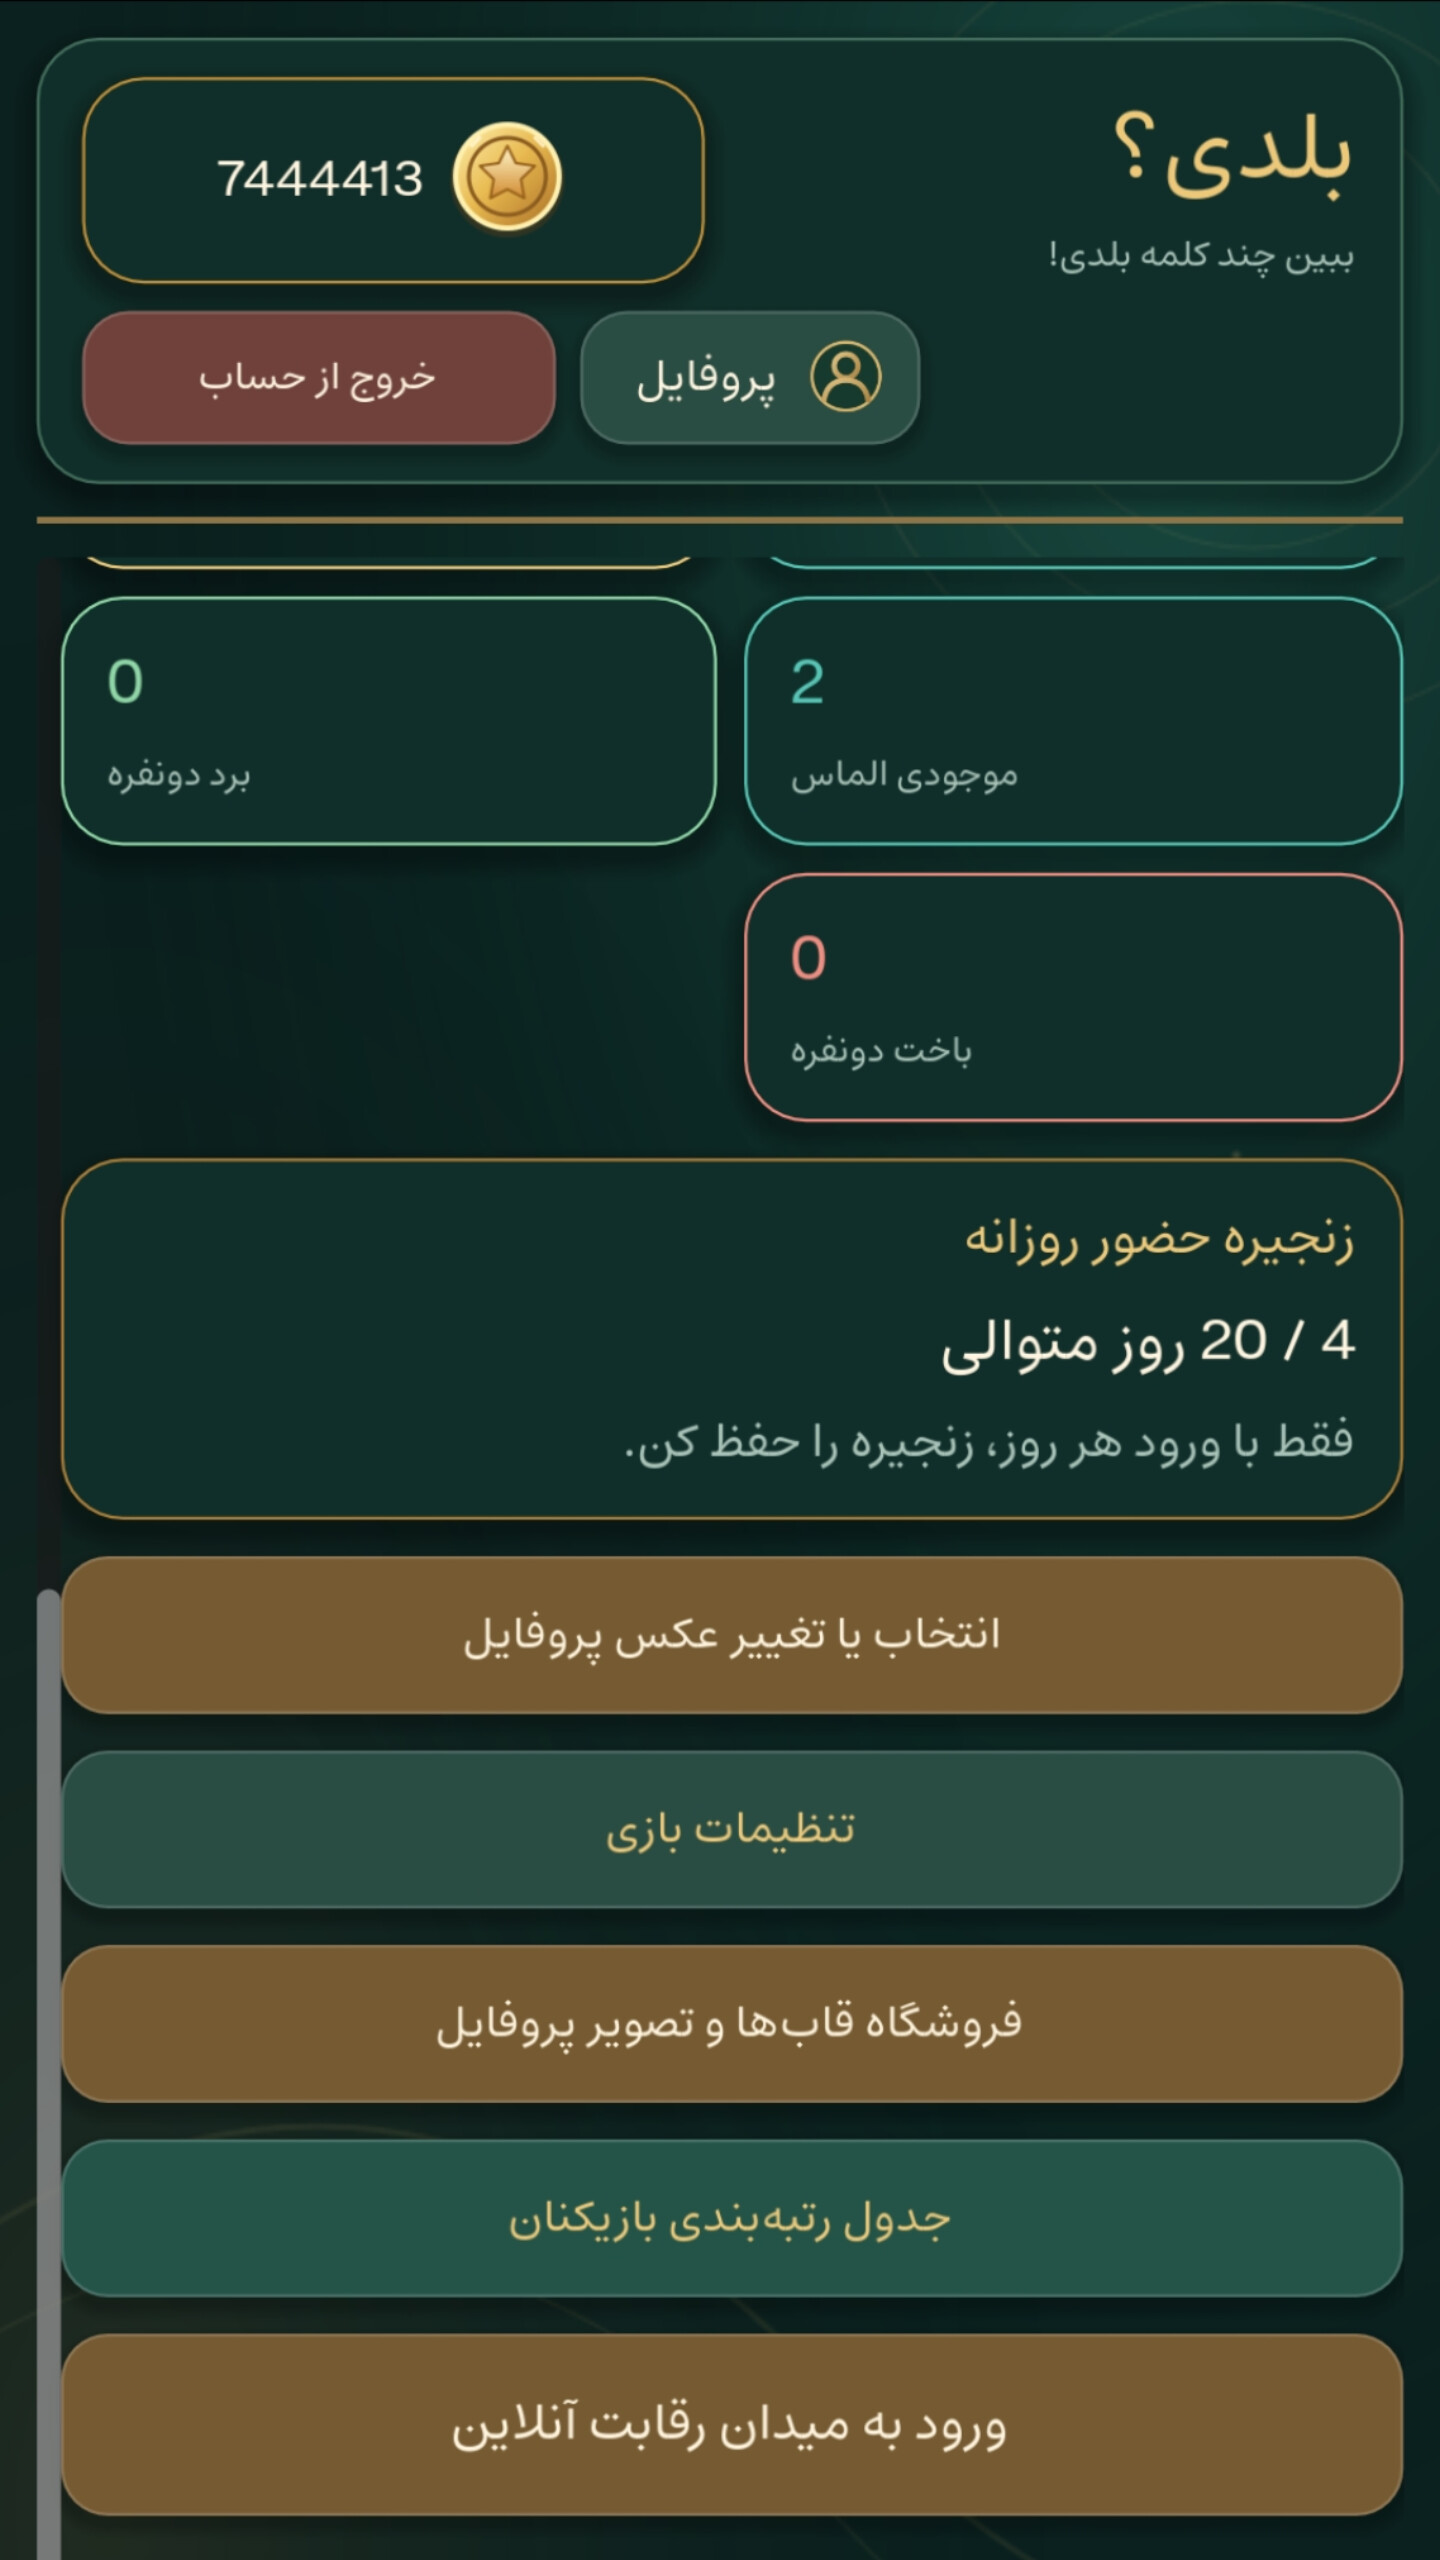 بلدی؟
7444413
ببین چند کلمه بلدی!
پروفایل
خروج از حساب
2
موجودی الماس
0
برد دونفره
0
باخت دونفره
زنجیره حضور روزانه
4 / 20 روز متوالی
فقط با ورود هر روز، زنجیره را حفظ کن.
انتخاب یا تغییر عکس پروفایل
تنظیمات بازی
فروشگاه قاب‌ها و تصویر پروفایل
جدول رتبه‌بندی بازیکنان
ورود به میدان رقابت آنلاین